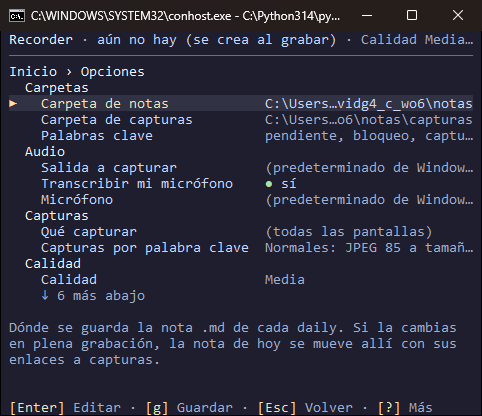 C:\WINDOWS\SYSTEM32\conhost.exe - C:\Python314\py…
Recorder · aún no hay (se crea al grabar) · Calidad Media…
Inicio › Opciones
Carpetas
► Carpeta de notas C:\Users…vidg4_c_wo6\notas
Carpeta de capturas C:\Users…o6\notas\capturas
Palabras clave pendiente, bloqueo, captu…
Audio
Salida a capturar (predeterminado de Window…
Transcribir mi micrófono ● sí
Micrófono (predeterminado de Window…
Capturas
Qué capturar (todas las pantallas)
Capturas por palabra clave Normales: JPEG 85 a tamañ…
Calidad
Calidad Media
↓ 6 más abajo
Dónde se guarda la nota .md de cada daily. Si la cambias
en plena grabación, la nota de hoy se mueve allí con sus
enlaces a capturas.
[Enter] Editar · [g] Guardar · [Esc] Volver · [?] Más